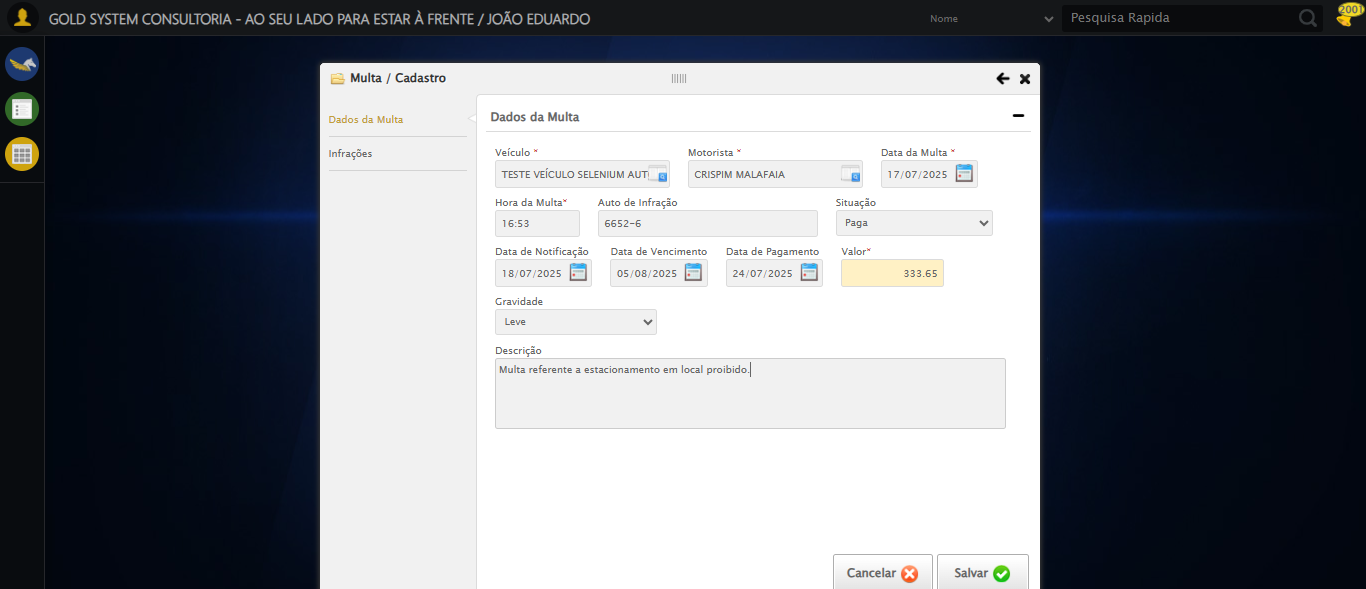 GOLD SYSTEM CONSULTORIA - AO SEU LADO PARA ESTAR À FRENTE / JOÃO EDUARDO
Nome
Pesquisa Rapida
2001
Multa / Cadastro
Dados da Multa
Infrações
Dados da Multa
Veículo * Motorista * Data da Multa *
TESTE VEÍCULO SELENIUM AUT CRISPIM MALAFAIA 17/07/2025
Hora da Multa* Auto de Infração Situação
16:53 6652-6 Paga
Data de Notificação Data de Vencimento Data de Pagamento Valor*
18/07/2025 05/08/2025 24/07/2025 333.65
Gravidade
Leve
Descrição
Multa referente a estacionamento em local proibido.
Cancelar Salvar